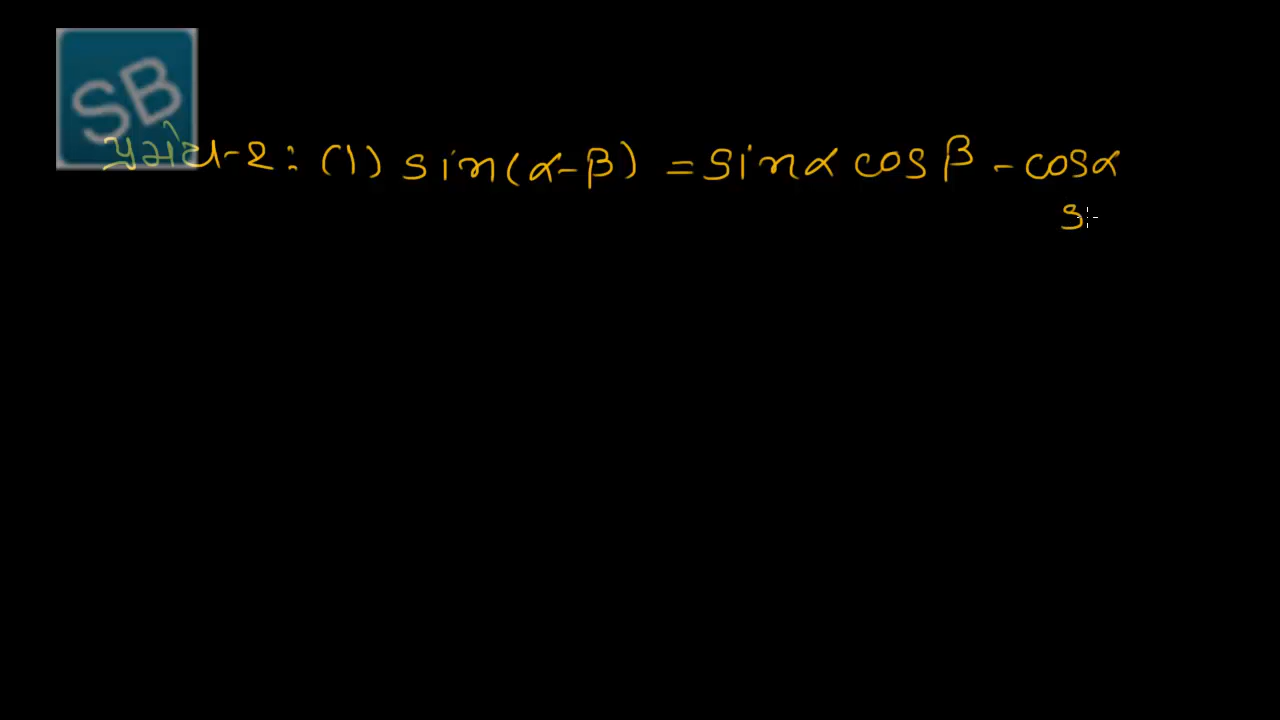 SB
પ્રમેય-૨ : (1) sin(α-β) = sinα cosβ - cosα
s